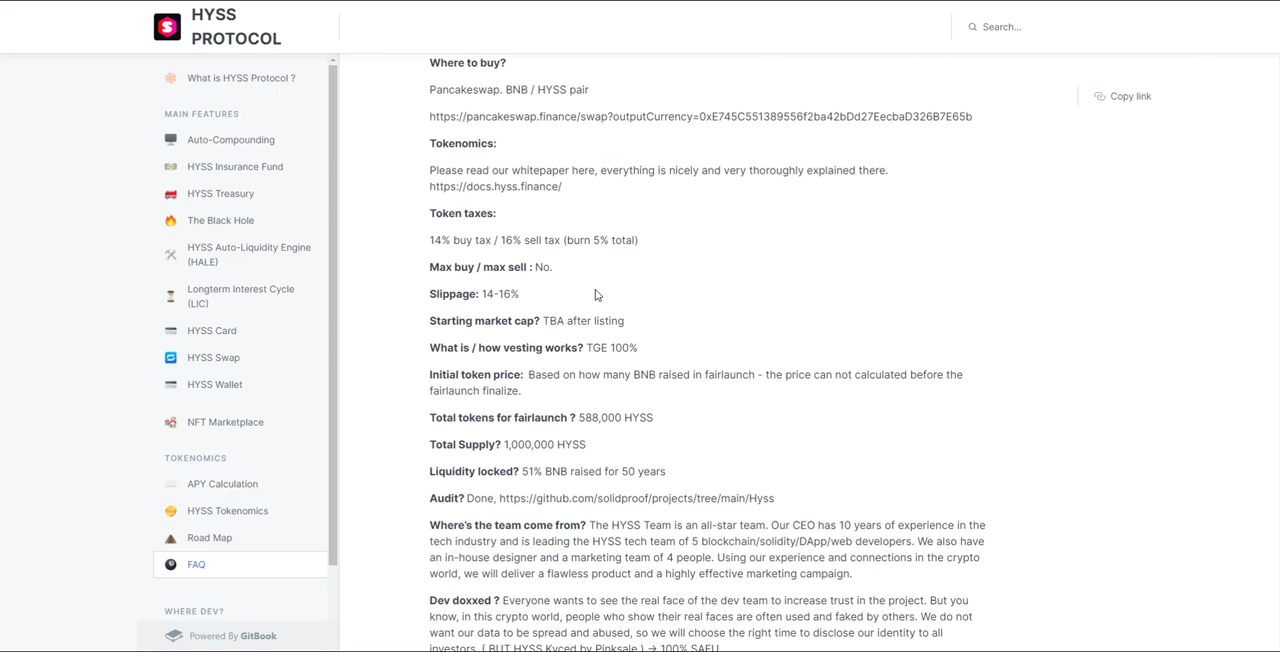 HYSS
PROTOCOL
Search...
What is HYSS Protocol ?
MAIN FEATURES
Auto-Compounding
HYSS Insurance Fund
HYSS Treasury
The Black Hole
HYSS Auto-Liquidity Engine
(HALE)
Longterm Interest Cycle
(LIC)
HYSS Card
HYSS Swap
HYSS Wallet
NFT Marketplace
TOKENOMICS
APY Calculation
HYSS Tokenomics
Road Map
FAQ
WHERE DEV?
Powered By GitBook
Where to buy?
Pancakeswap. BNB / HYSS pair
https://pancakeswap.finance/swap?outputCurrency=0xE745C551389556f2ba42bDd27EecbaD326B7E65b
Tokenomics:
Please read our whitepaper here, everything is nicely and very thoroughly explained there.
https://docs.hyss.finance/
Token taxes:
14% buy tax / 16% sell tax (burn 5% total)
Max buy / max sell : No.
Slippage: 14-16%
Starting market cap? TBA after listing
What is / how vesting works? TGE 100%
Initial token price: Based on how many BNB raised in fairlaunch - the price can not calculated before the
fairlaunch finalize.
Total tokens for fairlaunch ? 588,000 HYSS
Total Supply? 1,000,000 HYSS
Liquidity locked? 51% BNB raised for 50 years
Audit? Done, https://github.com/solidproof/projects/tree/main/Hyss
Where's the team come from? The HYSS Team is an all-star team. Our CEO has 10 years of experience in the
tech industry and is leading the HYSS tech team of 5 blockchain/solidity/DApp/web developers. We also have
an in-house designer and a marketing team of 4 people. Using our experience and connections in the crypto
world, we will deliver a flawless product and a highly effective marketing campaign.
Dev doxxed ? Everyone wants to see the real face of the dev team to increase trust in the project. But you
know, in this crypto world, people who show their real faces are often used and faked by others. We do not
want our data to be spread and abused, so we will choose the right time to disclose our identity to all
investors. ( BUT HYSS Kyced by Pinksale ) → 100% SAFU
Copy link